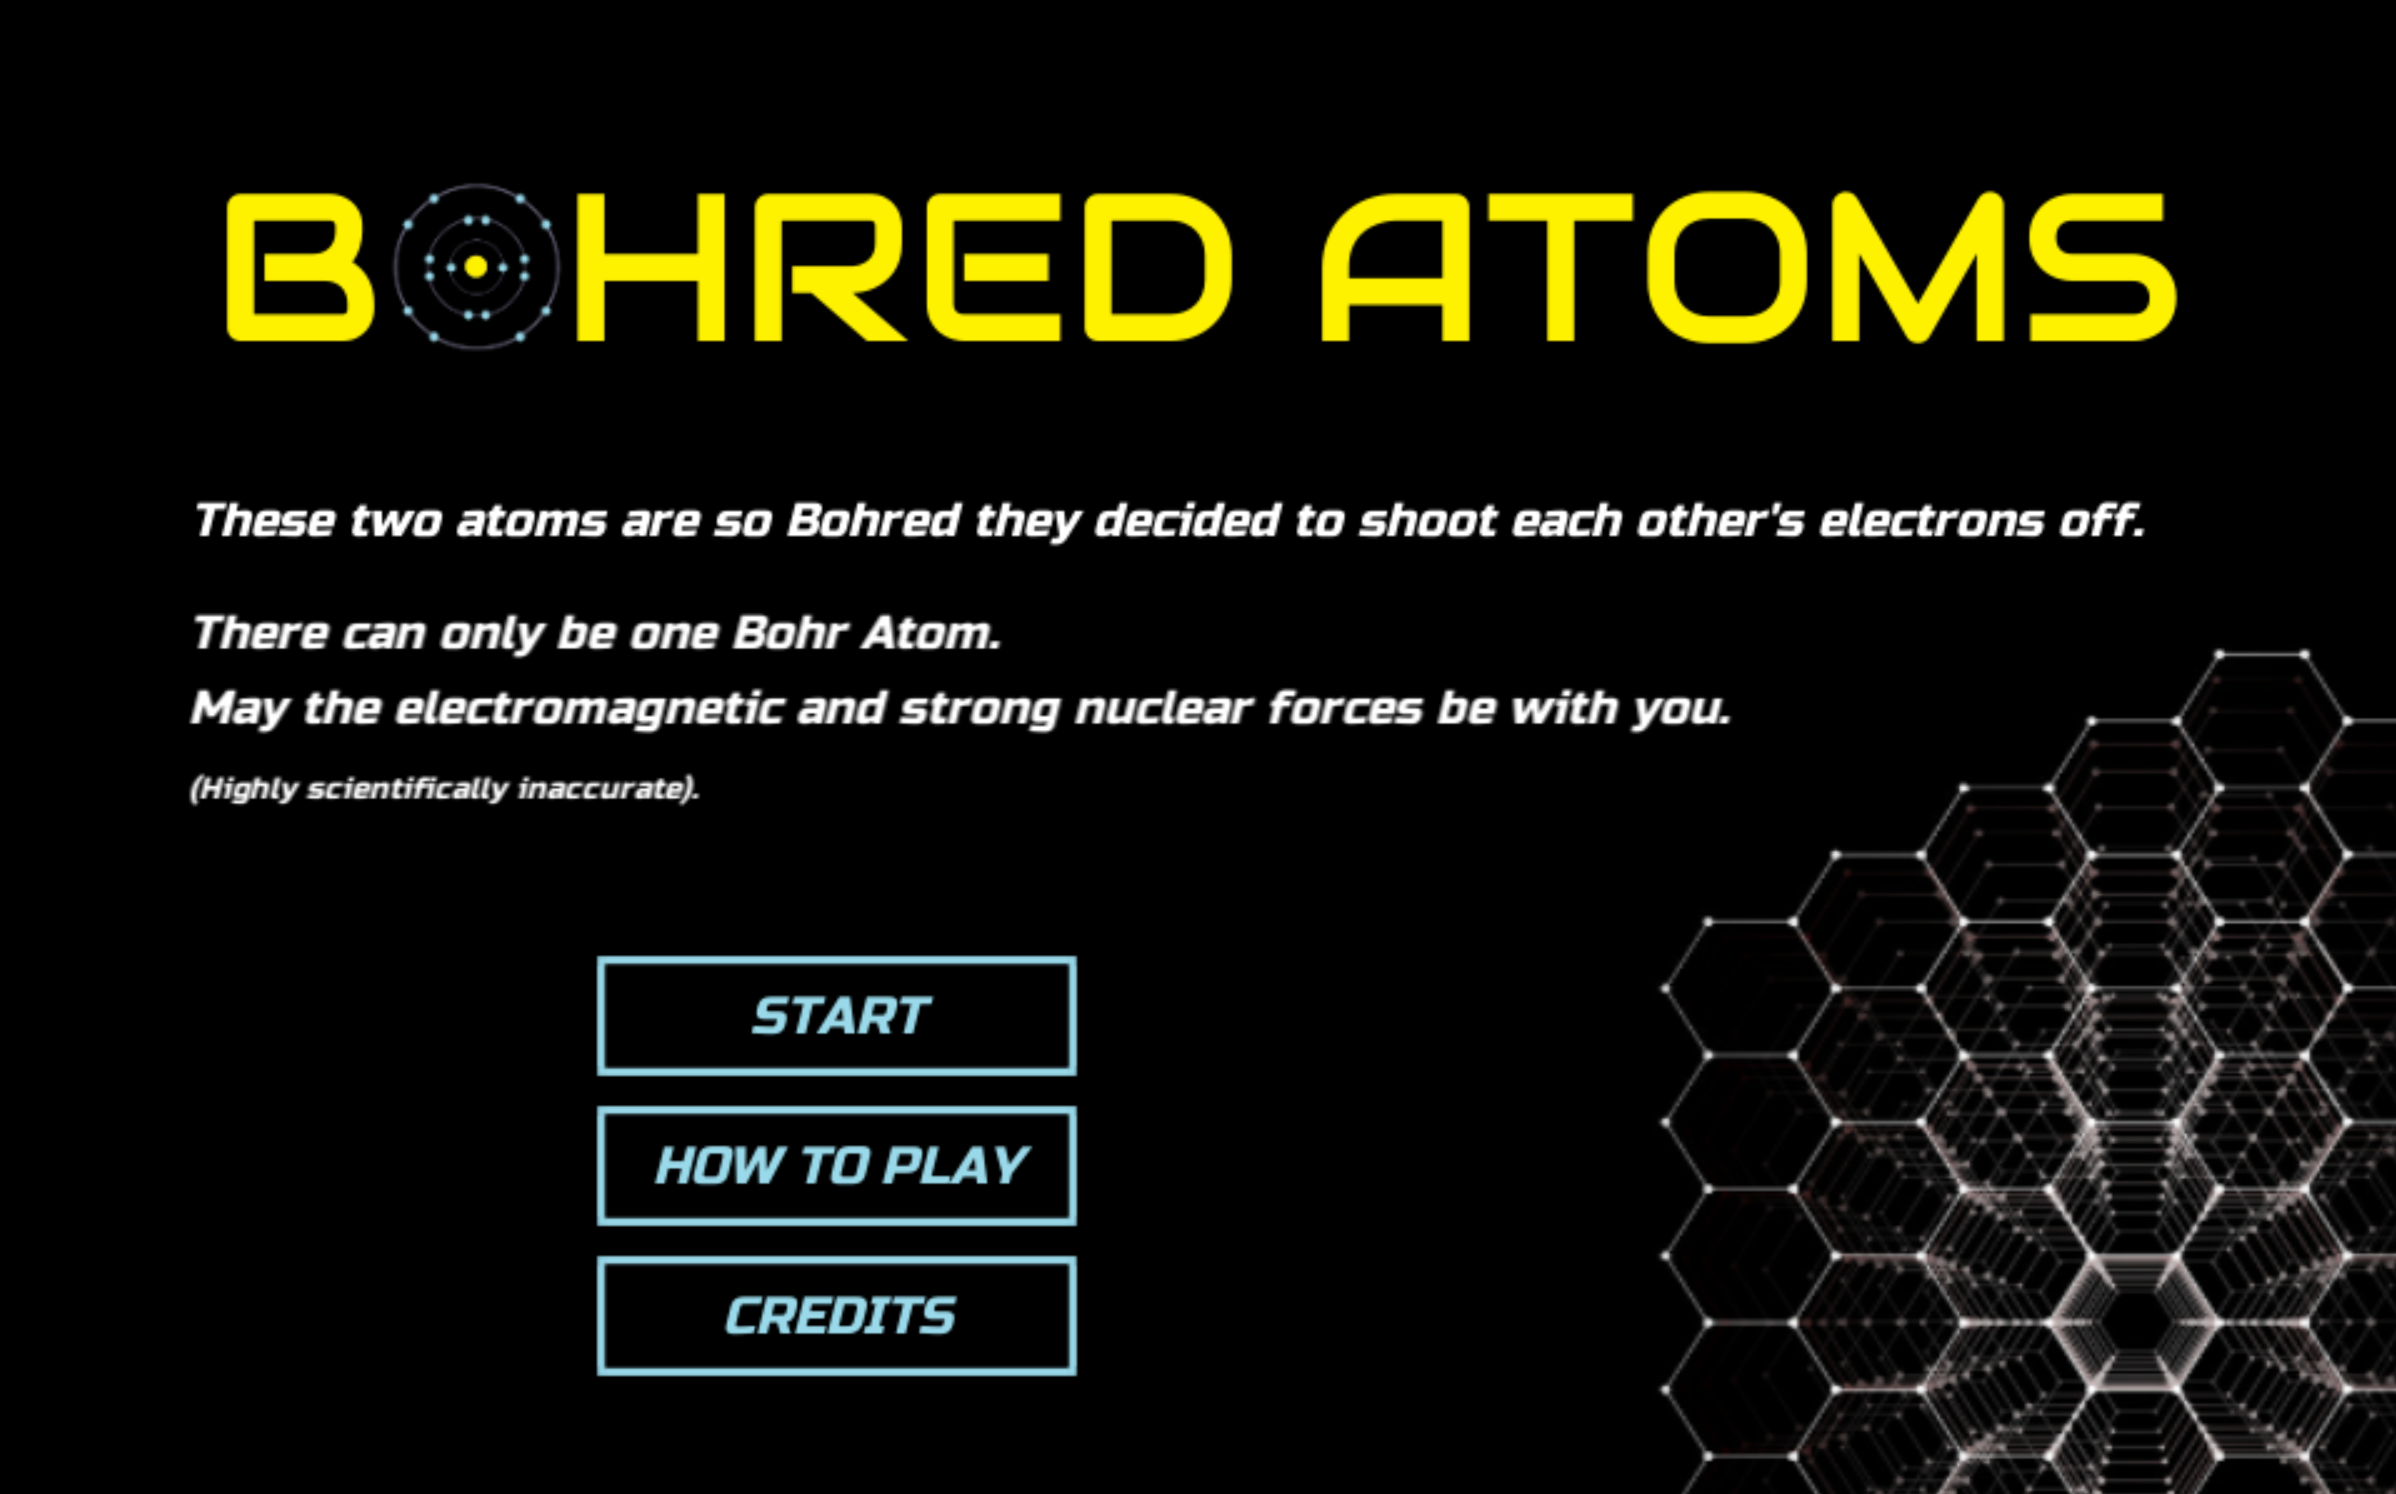 BOHRED ATOMS
These two atoms are so Bohred they decided to shoot each other's electrons off.
There can only be one Bohr Atom.
May the electromagnetic and strong nuclear forces be with you.
(Highly scientifically inaccurate).
START
HOW TO PLAY
CREDITS